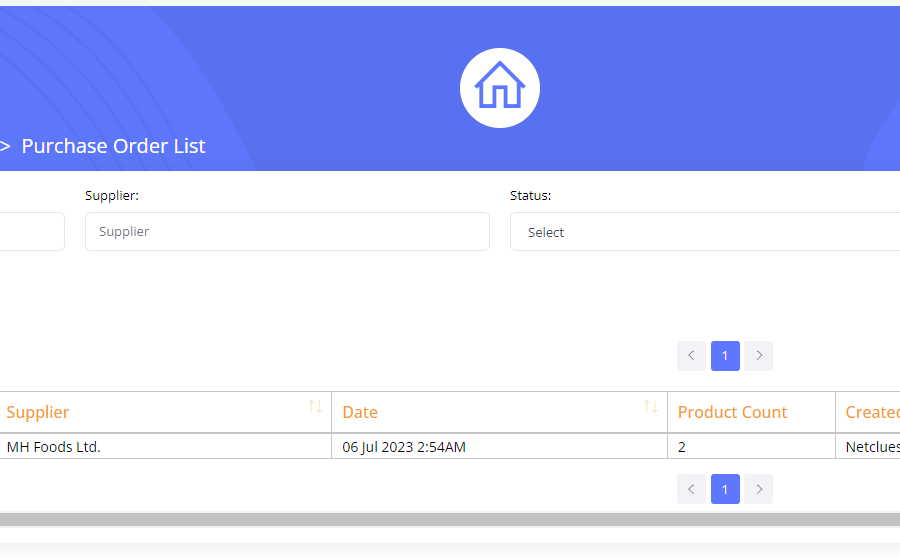 > Purchase Order List
Supplier: Status:
Supplier Select
1
Supplier Date Product Count Created
MH Foods Ltd. 06 Jul 2023 2:54AM 2 Netclues
1